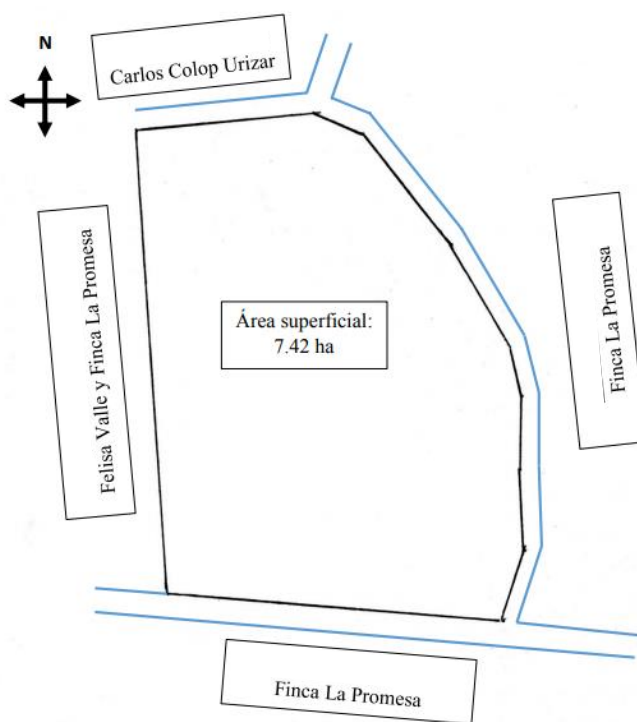 N
Carlos Colop Urizar
Felisa Valle y Finca La Promesa
Área superficial:
7.42 ha
Finca La Promesa
Finca La Promesa